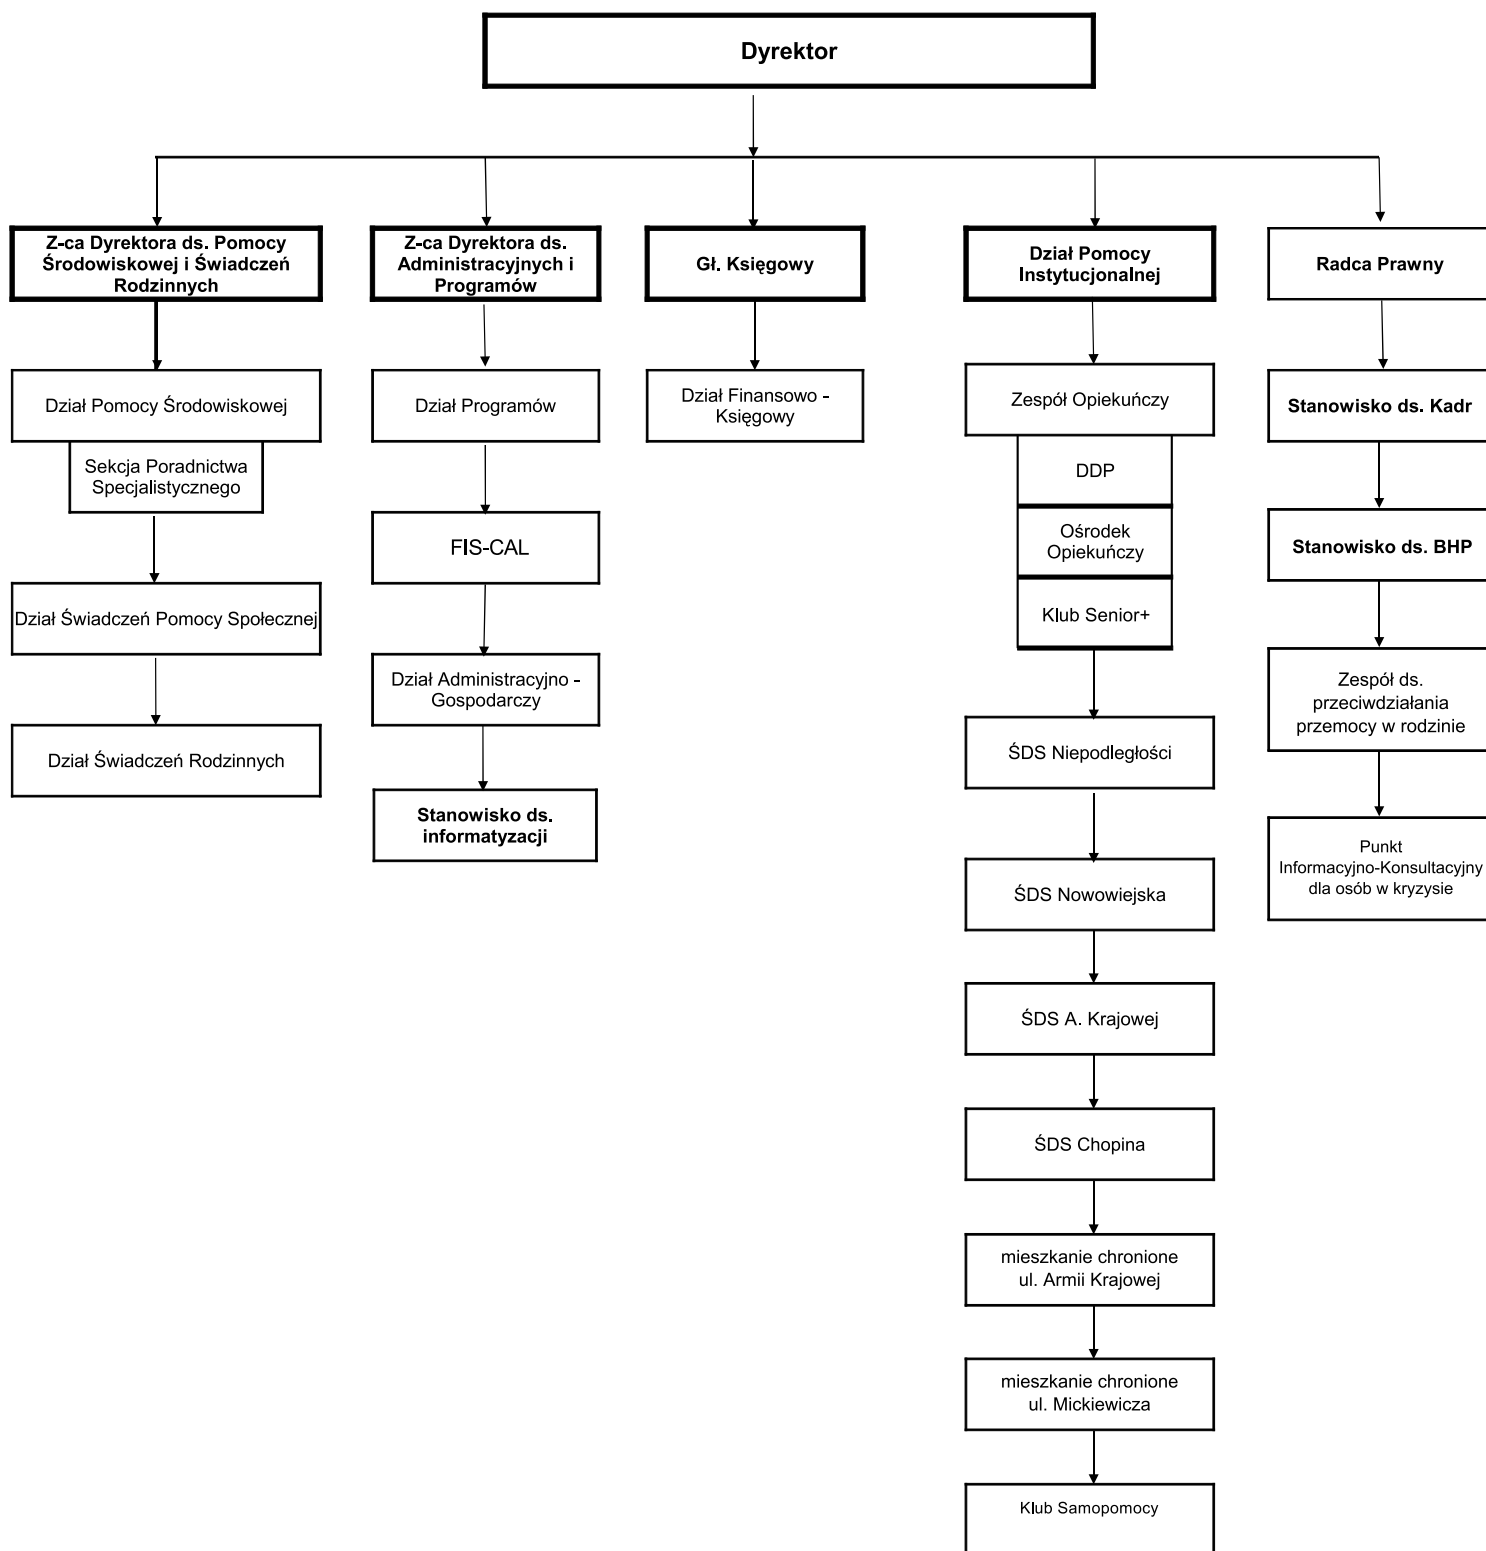 Dyrektor
Z-ca Dyrektora ds. Pomocy
Środowiskowej i Świadczeń
Rodzinnych
Z-ca Dyrektora ds.
Administracyjnych i
Programów
Gł. Księgowy
Dział Pomocy
Instytucjonalnej
Radca Prawny
Dział Pomocy Środowiskowej
Sekcja Poradnictwa
Specjalistycznego
Dział Świadczeń Pomocy Społecznej
Dział Świadczeń Rodzinnych
Dział Programów
FIS-CAL
Dział Administracyjno -
Gospodarczy
Stanowisko ds.
informatyzacji
Dział Finansowo -
Księgowy
Zespół Opiekuńczy
DDP
Ośrodek
Opiekuńczy
Klub Senior+
ŚDS Niepodległości
ŚDS Nowowiejska
ŚDS A. Krajowej
ŚDS Chopina
mieszkanie chronione
ul. Armii Krajowej
mieszkanie chronione
ul. Mickiewicza
Klub Samopomocy
Stanowisko ds. Kadr
Stanowisko ds. BHP
Zespół ds.
przeciwdziałania
przemocy w rodzinie
Punkt
Informacyjno-Konsultacyjny
dla osób w kryzysie